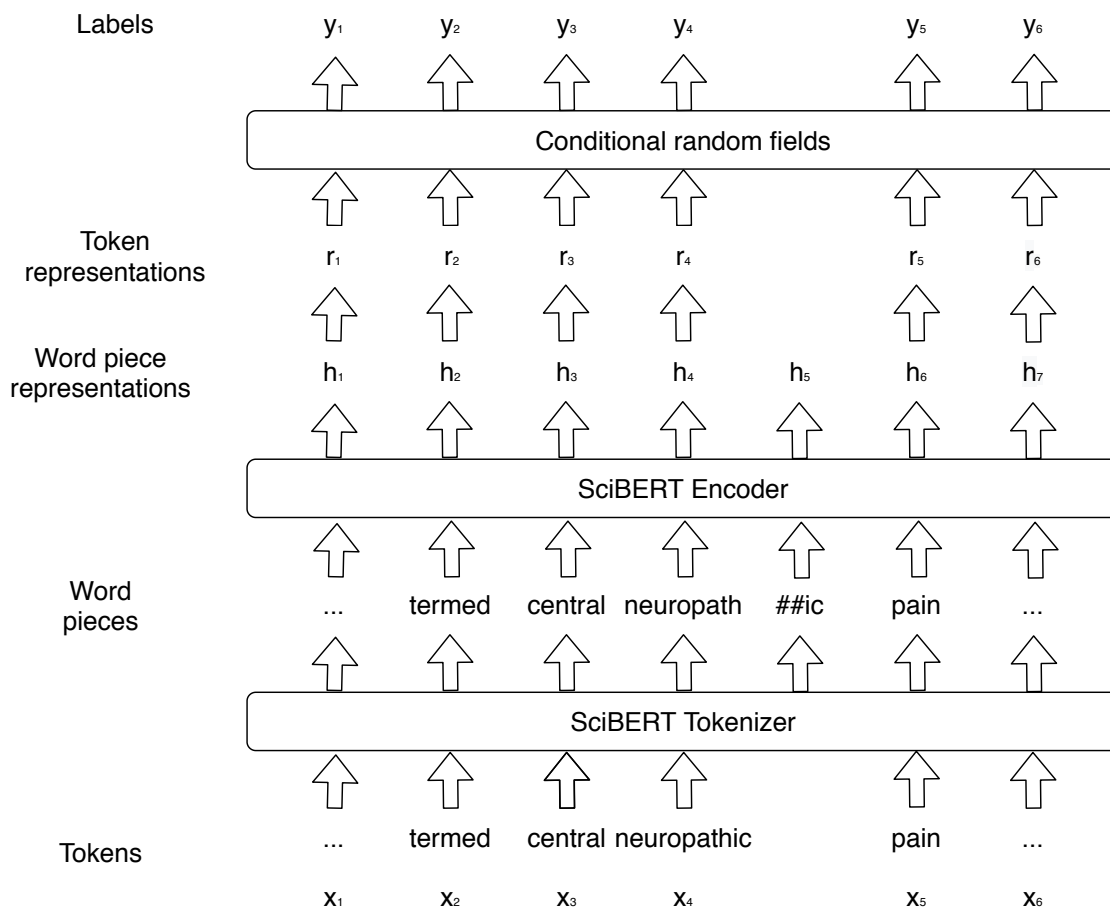 Labels y₁ y₂ y₃ y₄ y₅ y₆
Conditional random fields
Token
representations r₁ r₂ r₃ r₄ r₅ r₆
Word piece
representations h₁ h₂ h₃ h₄ h₅ h₆ h₇
SciBERT Encoder
Word
pieces ... termed central neuropath ##ic pain ...
SciBERT Tokenizer
Tokens ... termed central neuropathic pain ...
x₁ x₂ x₃ x₄ x₅ x₆